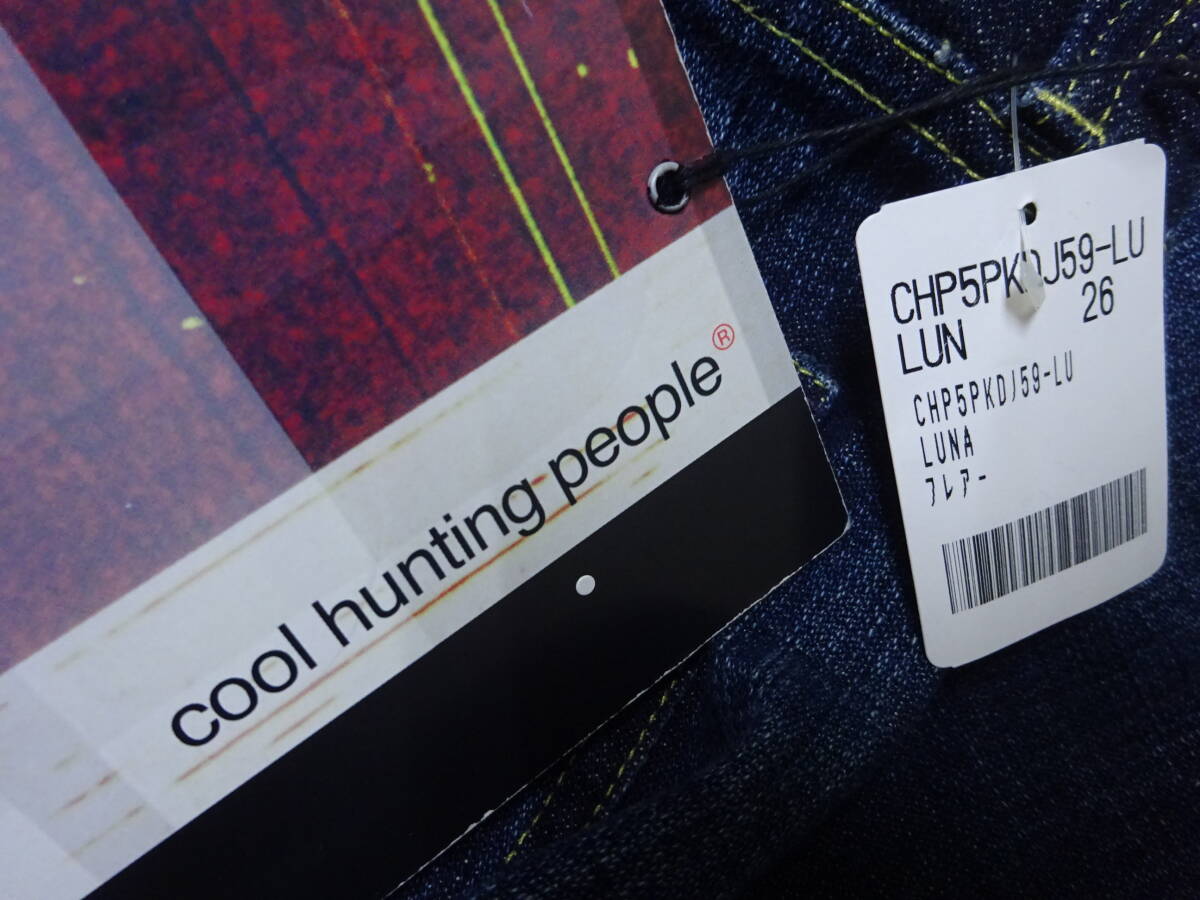 cool hunting people®
CHP5PKDJ59-LU
LUN 26
CHP5PKDJ59-LU
LUNA
フレアー